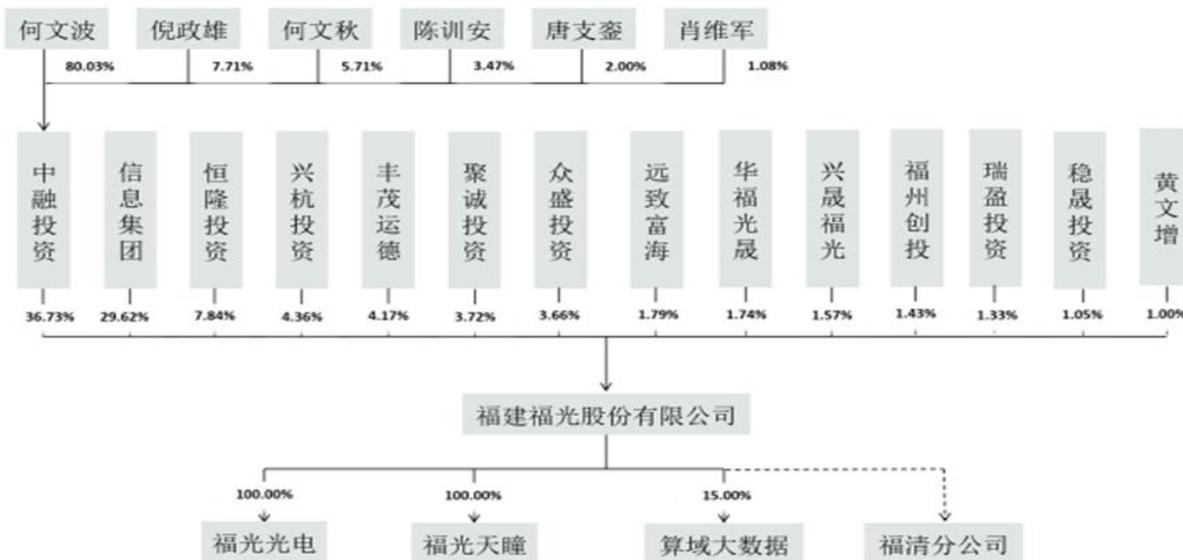 何文波 倪政雄 何文秋 陈训安 唐支銮 肖维军
80.03% 7.71% 5.71% 3.47% 2.00% 1.08%
中融投资 信息集团 恒隆投资 兴杭投资 丰茂运德 聚诚投资 众盛投资 远致富海 华福光晟 兴晟福光 福州创投 瑞盈投资 稳晟投资 黄文增
36.73% 29.62% 7.84% 4.36% 4.17% 3.72% 3.66% 1.79% 1.74% 1.57% 1.43% 1.33% 1.05% 1.00%
福建福光股份有限公司
100.00% 100.00% 15.00%
福光光电 福光天瞳 算域大数据 福清分公司